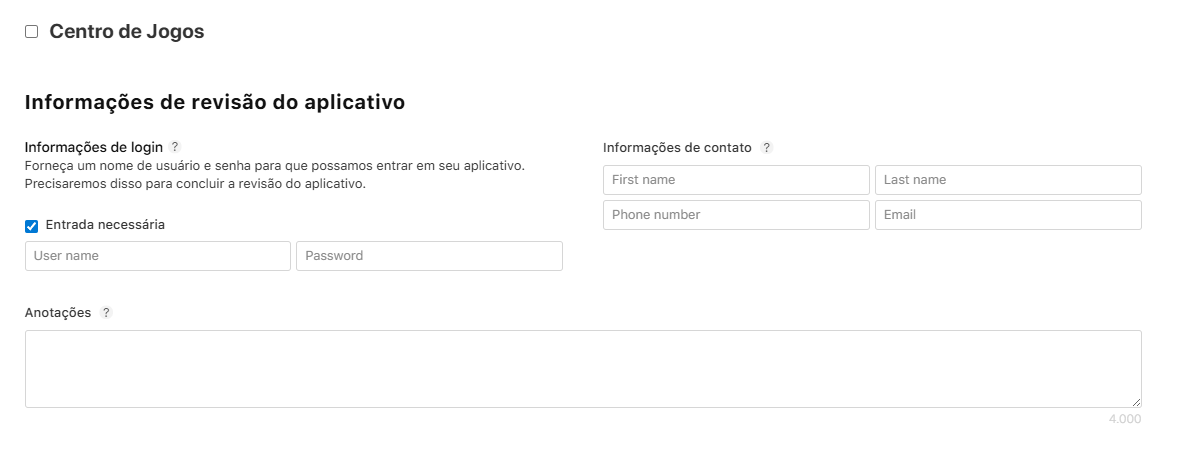 Centro de Jogos
Informações de revisão do aplicativo
Informações de login ?
Forneça um nome de usuário e senha para que possamos entrar em seu aplicativo.
Precisaremos disso para concluir a revisão do aplicativo.
Entrada necessária
User name
Password
Informações de contato ?
First name
Last name
Phone number
Email
Anotações ?
4.000